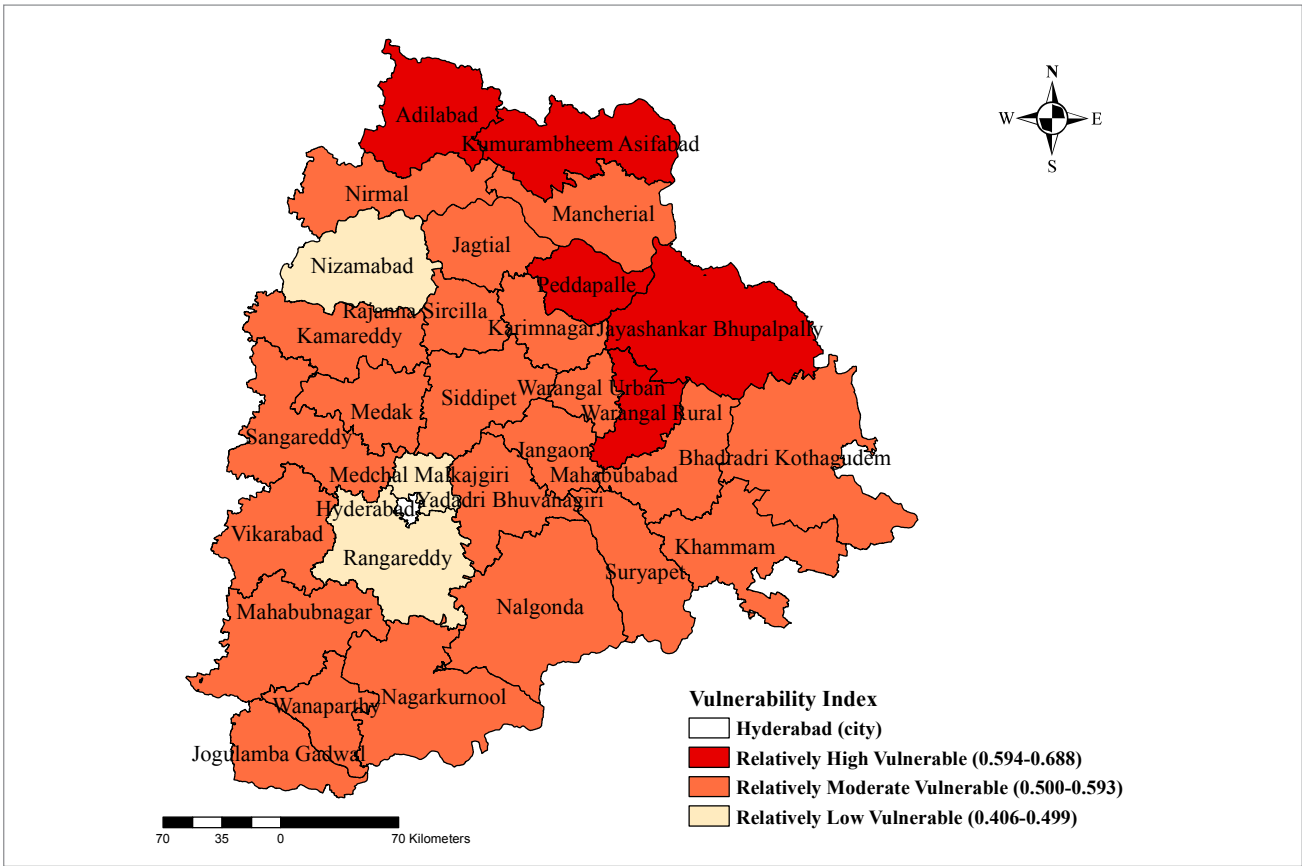 N
W E
S
Adilabad
Kumurambheem Asifabad
Nirmal
Mancherial
Jagtial
Nizamabad
Peddapalle
Rajanna Sircilla
Karimnagar
Jayashankar Bhupalpally
Kamareddy
Warangal Urban
Siddipet
Medak
Warangal Rural
Sangareddy
Jangaon
Bhadradri Kothagudem
Medchal Malkajgiri
Mahabubabad
Yadadri Bhuvanagiri
Hyderabad
Vikarabad
Khammam
Rangareddy
Suryapet
Nalgonda
Mahabubnagar
Nagarkurnool
Wanaparthy
Jogulamba Gadwal
Vulnerability Index
Hyderabad (city)
Relatively High Vulnerable (0.594-0.688)
Relatively Moderate Vulnerable (0.500-0.593)
Relatively Low Vulnerable (0.406-0.499)
70 35 0 70 Kilometers